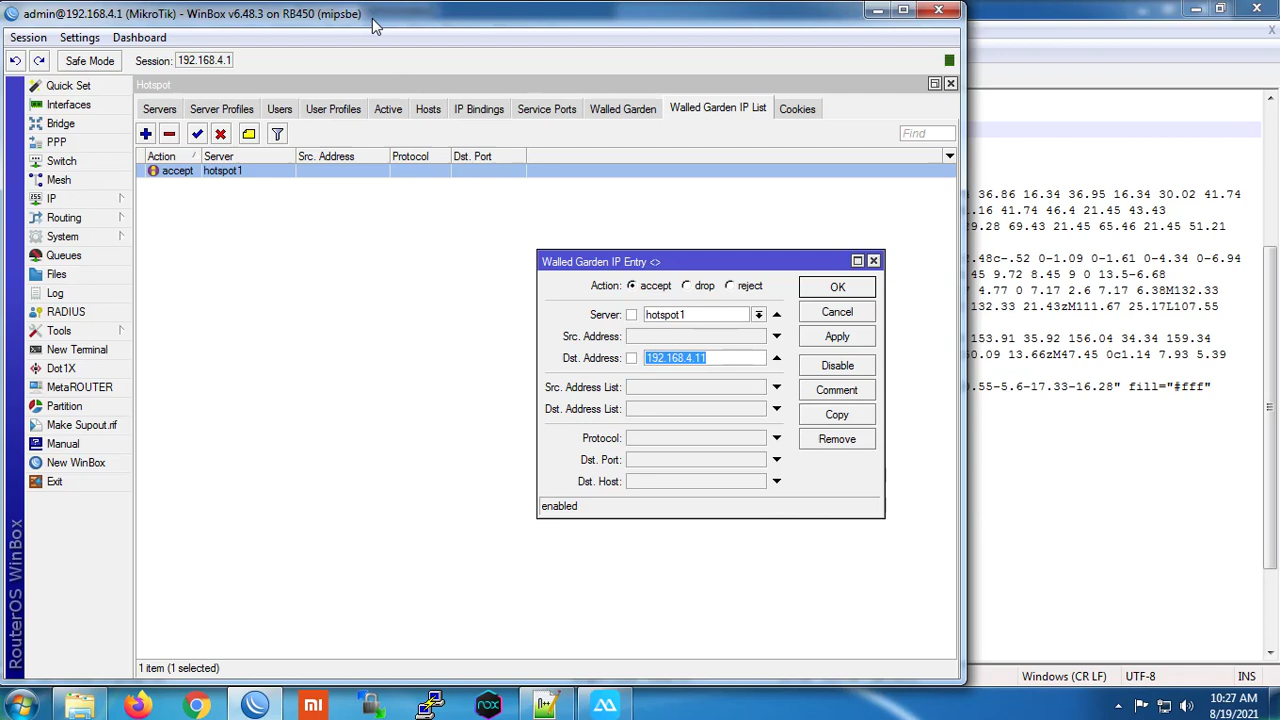 admin@192.168.4.1 (MikroTik) - WinBox v6.48.3 on RB450 (mipsbe)
Session Settings Dashboard
Safe Mode Session: 192.168.4.1
Hotspot
Servers Server Profiles Users User Profiles Active Hosts IP Bindings Service Ports Walled Garden Walled Garden IP List Cookies
Find
Action Server Src. Address Protocol Dst. Port
accept hotspot1
Quick Set
Interfaces
Bridge
PPP
Switch
Mesh
IP
Routing
System
Queues
Files
Log
RADIUS
Tools
New Terminal
Dot1X
MetaROUTER
Partition
Make Supout.rif
Manual
New WinBox
Exit
RouterOS WinBox
Walled Garden IP Entry <>
Action: accept drop reject
Server: hotspot1
Src. Address:
Dst. Address: 192.168.4.11
Src. Address List:
Dst. Address List:
Protocol:
Dst. Port:
Dst. Host:
enabled
OK
Cancel
Apply
Disable
Comment
Copy
Remove
1 item (1 selected)
36.86 16.34 36.95 16.34 30.02 41.74
.16 41.74 46.4 21.45 43.43
29.28 69.43 21.45 65.46 21.45 51.21
.48c-.52 0-1.09 0-1.61 0-4.34 0-6.94
45 9.72 8.45 9 0 13.5-6.68
4.77 0 7.17 2.6 7.17 6.38M132.33
132.33 21.43zM111.67 25.17L107.55
153.91 35.92 156.04 34.34 159.34
.09 13.66zM47.42 0c1.14 7.93 5.39
.55-5.6-17.33-16.28" fill="#fff"
Windows (CR LF) UTF-8 INS
10:27 AM
8/19/2021